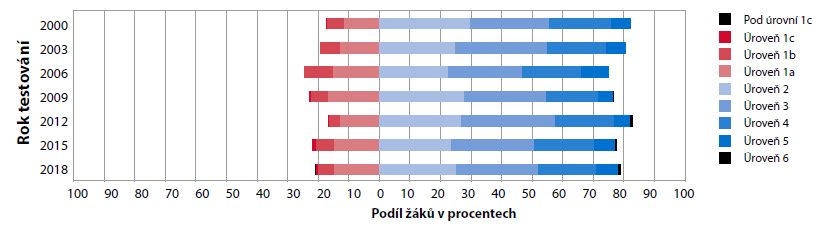 Rok testování
2000
2003
2006
2009
2012
2015
2018
100 90 80 70 60 50 40 30 20 10 0 10 20 30 40 50 60 70 80 90 100
Podíl žáků v procentech
Pod úrovní 1c
Úroveň 1c
Úroveň 1b
Úroveň 1a
Úroveň 2
Úroveň 3
Úroveň 4
Úroveň 5
Úroveň 6